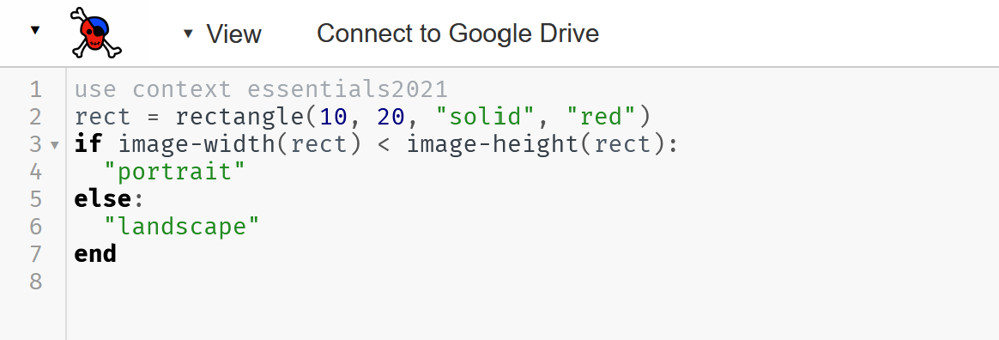 View Connect to Google Drive
1 use context essentials2021
2 rect = rectangle(10, 20, "solid", "red")
3 if image-width(rect) < image-height(rect):
4   "portrait"
5 else:
6   "landscape"
7 end
8